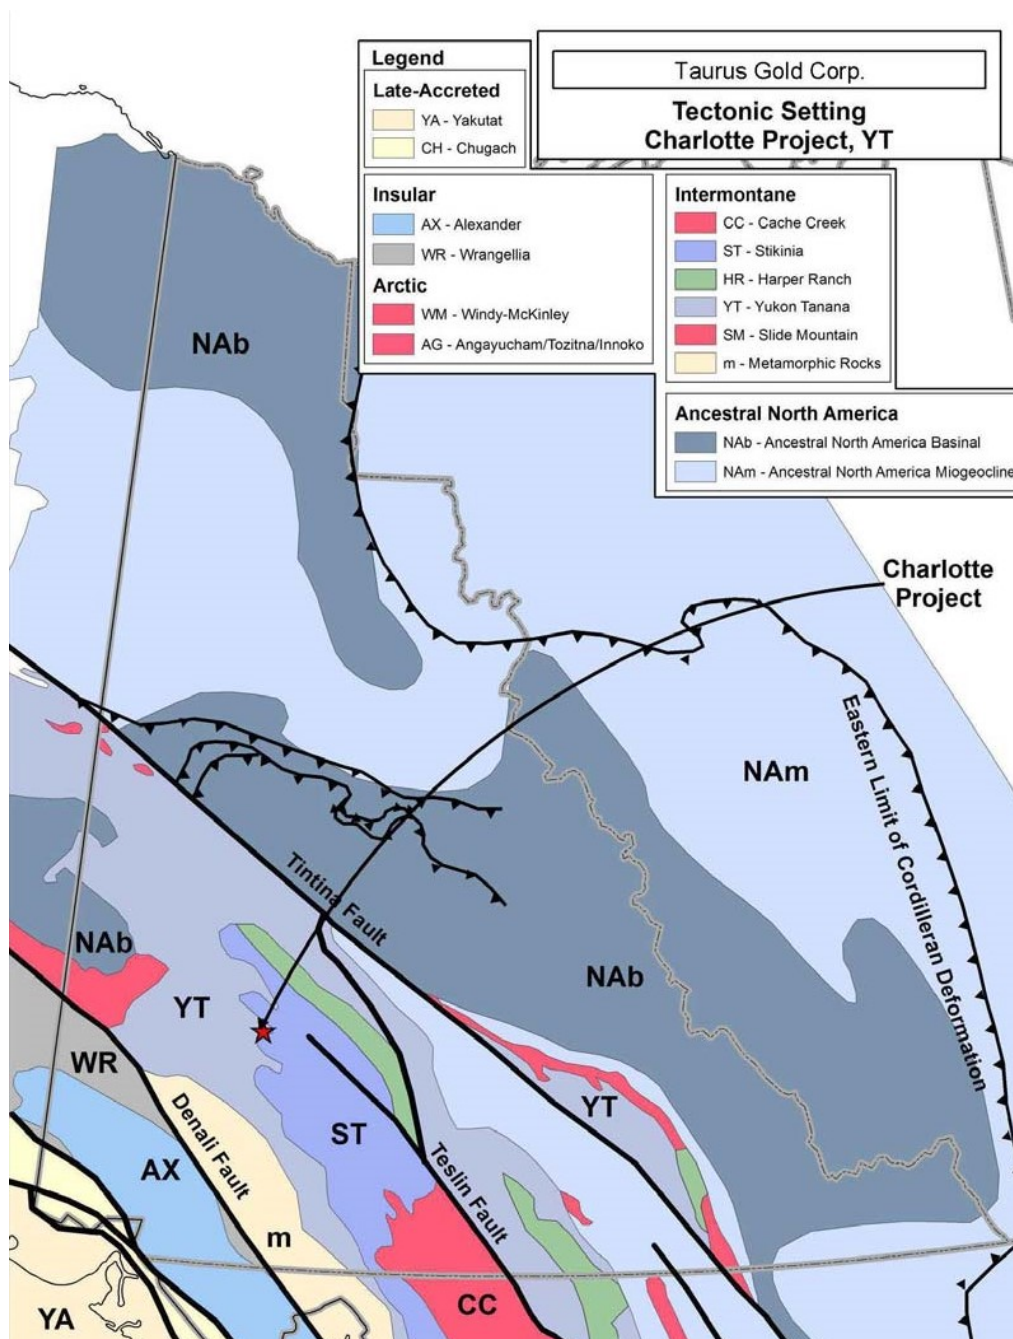 Taurus Gold Corp.
Tectonic Setting
Charlotte Project, YT
Legend
Late-Accreted
YA - Yakutat
CH - Chugach
Insular
AX - Alexander
WR - Wrangellia
Arctic
WM - Windy-McKinley
AG - Angayucham/Tozitna/Innoko
Intermontane
CC - Cache Creek
ST - Stikinia
HR - Harper Ranch
YT - Yukon Tanana
SM - Slide Mountain
m - Metamorphic Rocks
Ancestral North America
NAb - Ancestral North America Basinal
NAm - Ancestral North America Miogeocline
NAb
Charlotte
Project
Eastern Limit of Cordilleran Deformation
NAm
Tintina Fault
NAb
NAb
YT
WR
YT
ST
Denali Fault
AX
Teslin Fault
m
CC
YA